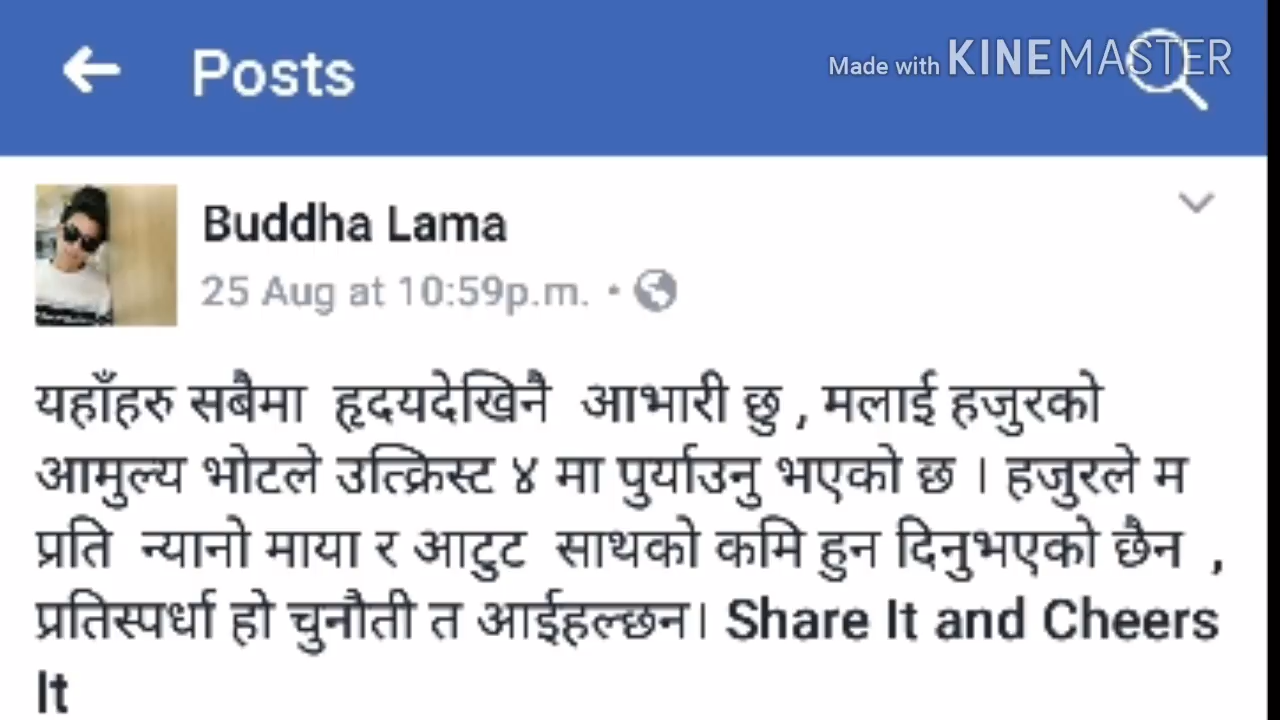 Posts
Made with KINEMASTER
Buddha Lama
25 Aug at 10:59p.m. ·
यहाँहरु सबैमा हृदयदेखिनै आभारी छु , मलाई हजुरको
आमुल्य भोटले उत्क्रिस्ट ४ मा पुर्याउनु भएको छ । हजुरले म
प्रति न्यानो माया र आटुट साथको कमि हुन दिनुभएको छैन ,
प्रतिस्पर्धा हो चुनौती त आईहल्छन। Share It and Cheers
It